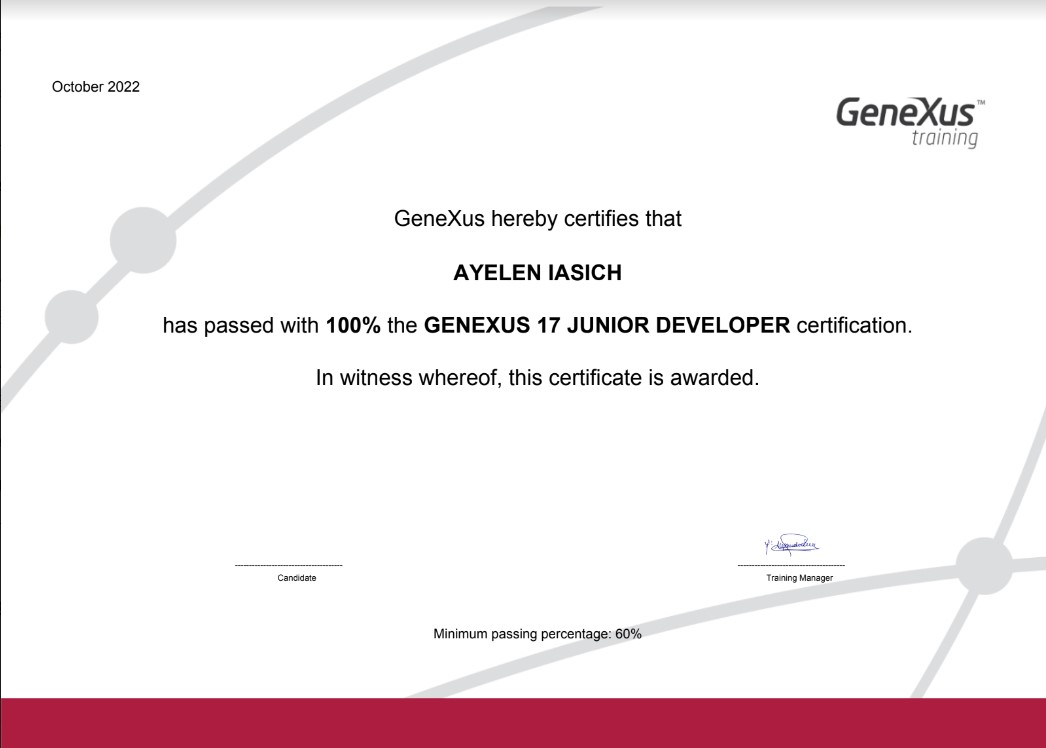 October 2022
GeneXus™
training
GeneXus hereby certifies that
AYELEN IASICH
has passed with 100% the GENEXUS 17 JUNIOR DEVELOPER certification.
In witness whereof, this certificate is awarded.
Candidate
Training Manager
Minimum passing percentage: 60%